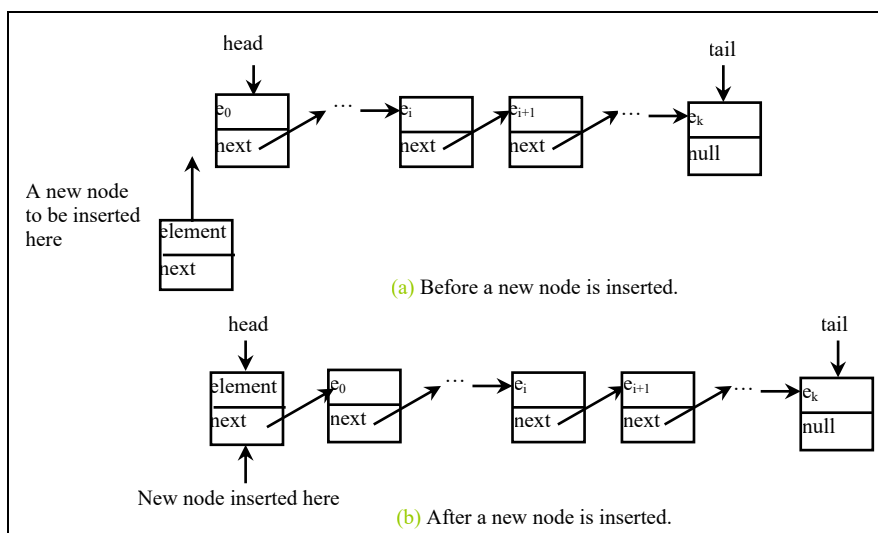 head
tail
e0
...
ei
ei+1
...
ek
next
next
next
null
A new node
to be inserted
here
element
next
(a) Before a new node is inserted.
head
tail
element
e0
...
ei
ei+1
...
ek
next
next
next
next
null
New node inserted here
(b) After a new node is inserted.